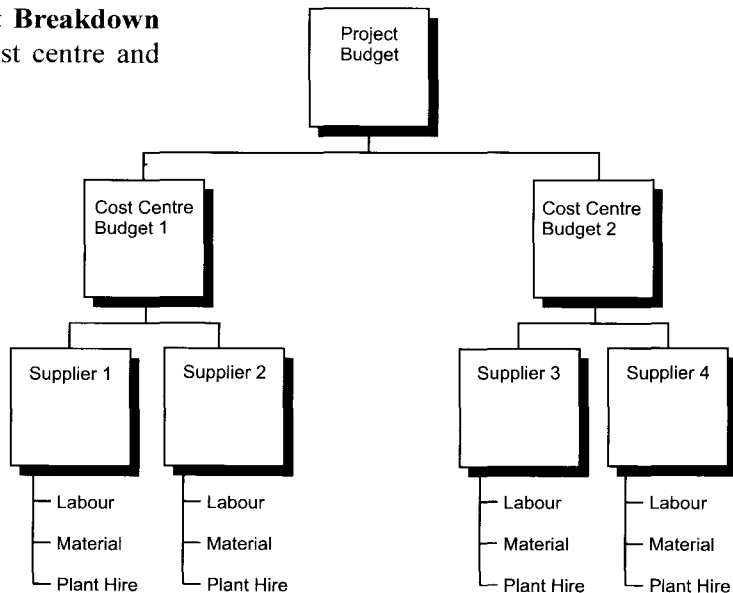 Breakdown
st centre and
Project
Budget
Cost Centre
Budget 1
Cost Centre
Budget 2
Supplier 1
Supplier 2
Supplier 3
Supplier 4
Labour
Labour
Labour
Labour
Material
Material
Material
Material
Plant Hire
Plant Hire
Plant Hire
Plant Hire